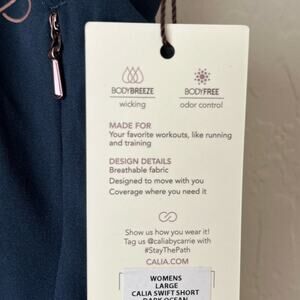 BODYBREEZE BODYFREE
wicking odor control
MADE FOR
Your favorite workouts, like running
and training
DESIGN DETAILS
Breathable fabric
Designed to move with you
Coverage where you need it
Show us how you wear it!
Tag us @caliabycarrie with
#StayThePath
CALIA.COM
WOMENS
LARGE
CALIA SWIFT SHORT
DARK OCEAN